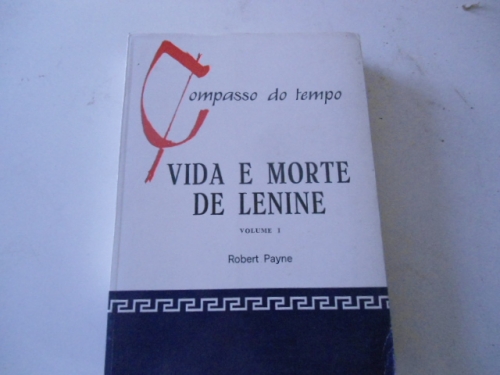 Compasso do tempo
VIDA E MORTE
DE LENINE
VOLUME I
Robert Payne